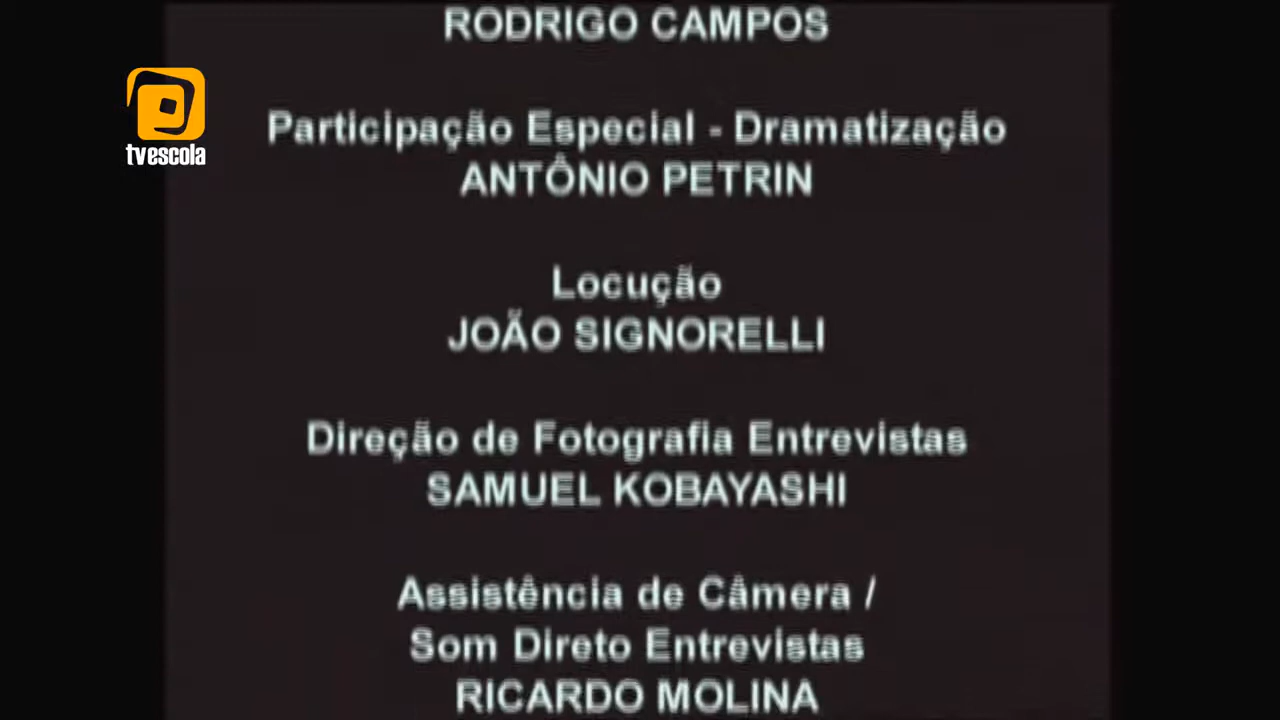 RODRIGO CAMPOS
tvescola
Participação Especial - Dramatização
ANTÔNIO PETRIN
Locução
JOÃO SIGNORELLI
Direção de Fotografia Entrevistas
SAMUEL KOBAYASHI
Assistência de Câmera /
Som Direto Entrevistas
RICARDO MOLINA